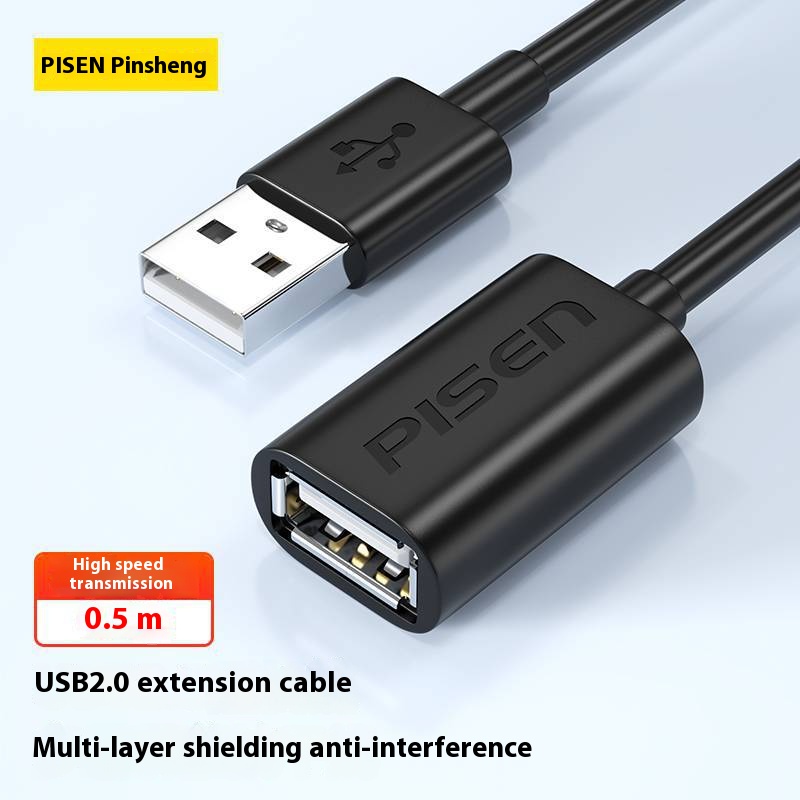 PISEN Pinsheng
PISEN
High speed
transmission
0.5 m
USB2.0 extension cable
Multi-layer shielding anti-interference